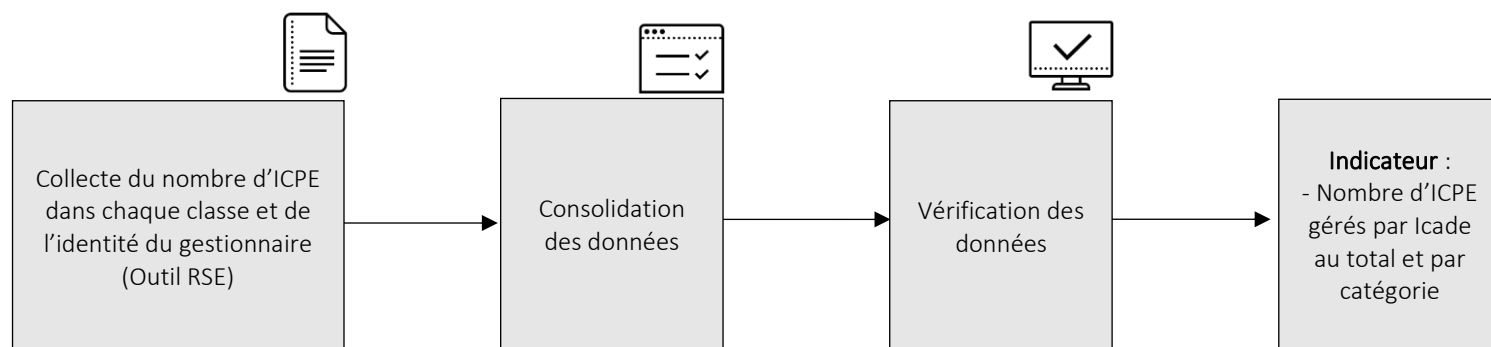 Collecte du nombre d’ICPE
dans chaque classe et de
l’identité du gestionnaire
(Outil RSE)
Consolidation
des données
Vérification des
données
Indicateur :
- Nombre d’ICPE
gérés par Icade
au total et par
catégorie